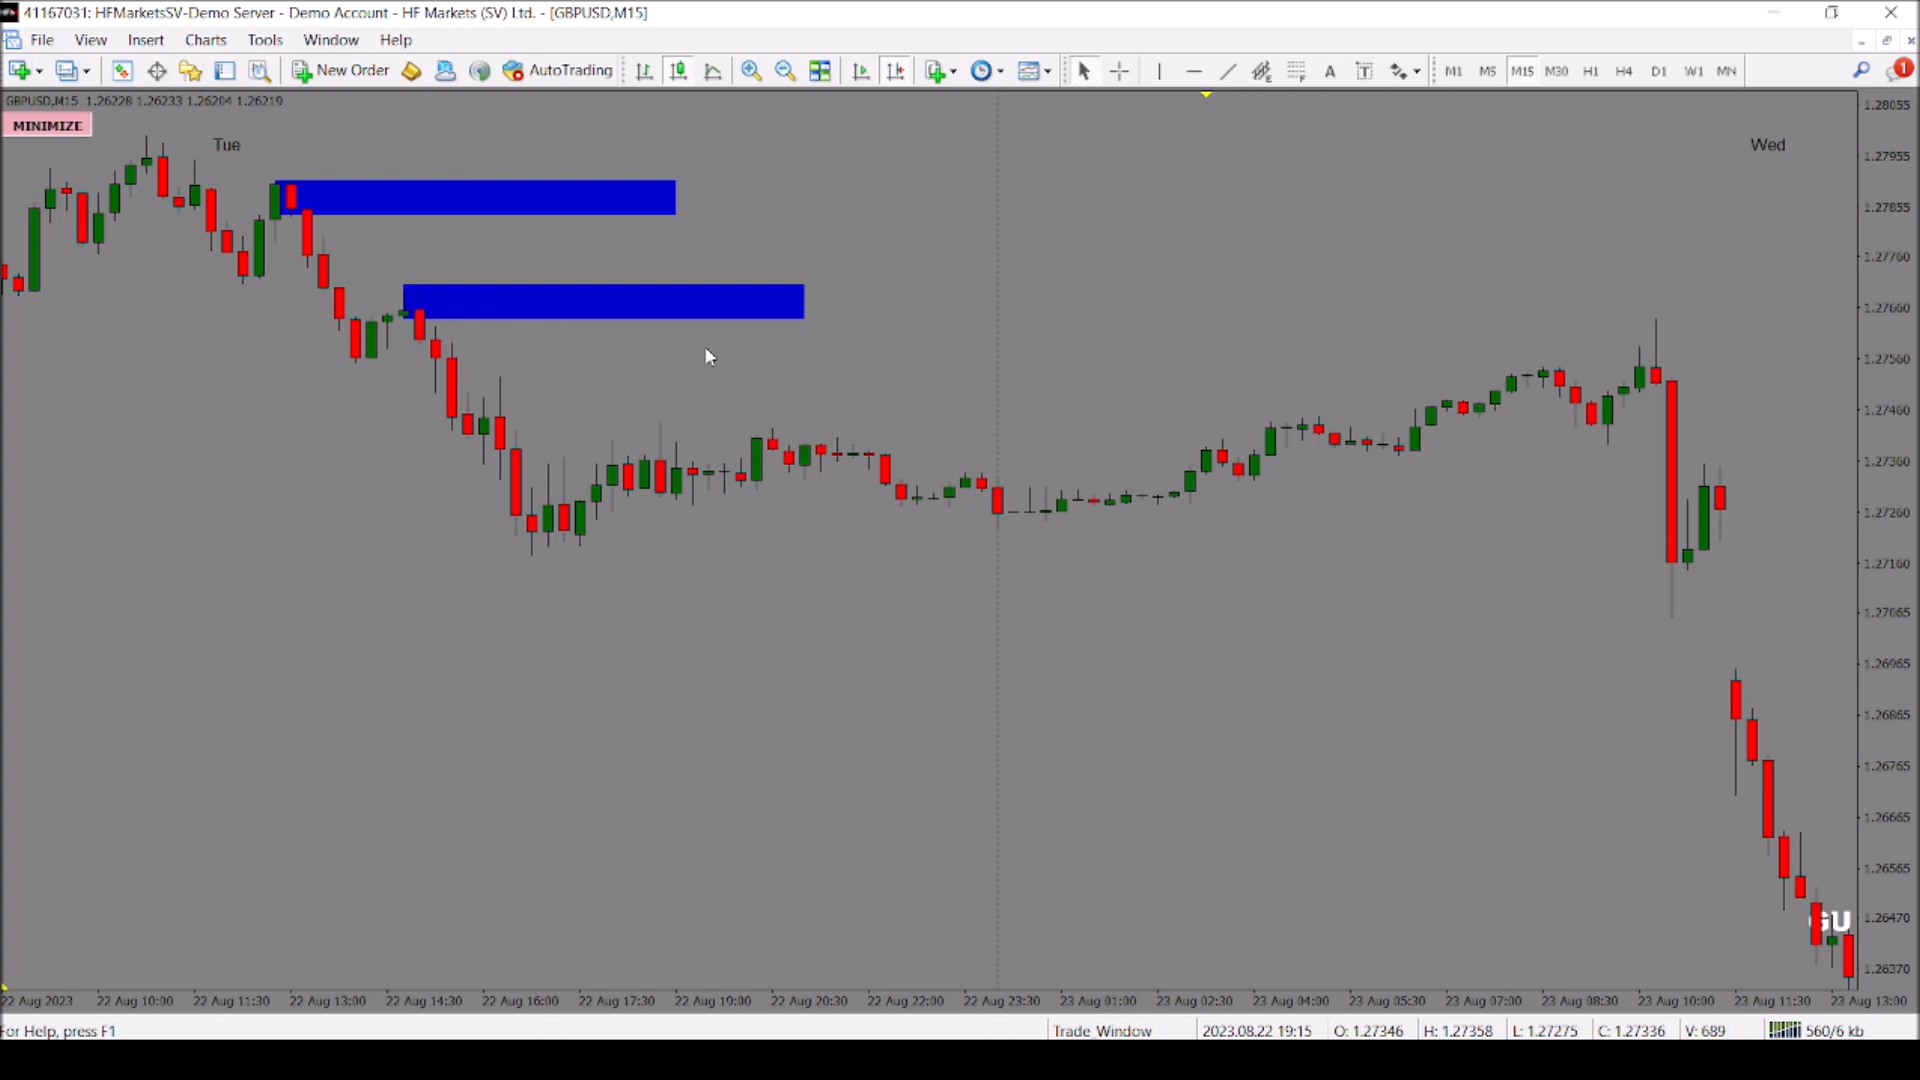 41167031: HFMarketsSV-Demo Server - Demo Account - HF Markets (SV) Ltd. - [GBPUSD,M15]
File View Insert Charts Tools Window Help
New Order AutoTrading A T M1 M5 M15 M30 H1 H4 D1 W1 MN 1
GBPUSD,M15 1.26228 1.26233 1.26204 1.26219
MINIMIZE
Tue
Wed
1.28055
1.27955
1.27855
1.27760
1.27660
1.27560
1.27460
1.27360
1.27260
1.27160
1.27065
1.26965
1.26855
1.26765
1.26665
1.26565
1.26470
1.26370
GU
22 Aug 2023 22 Aug 10:00 22 Aug 11:30 22 Aug 13:00 22 Aug 14:30 22 Aug 16:00 22 Aug 17:30 22 Aug 19:00 22 Aug 20:30 22 Aug 22:00 22 Aug 23:30 23 Aug 01:00 23 Aug 02:30 23 Aug 04:00 23 Aug 05:30 23 Aug 07:00 23 Aug 08:30 23 Aug 10:00 23 Aug 11:30 23 Aug 13:00
For Help, press F1 Trade_Window 2023.08.22 19:15 O: 1.27346 H: 1.27358 L: 1.27275 C: 1.27336 V: 689 560/6 kb